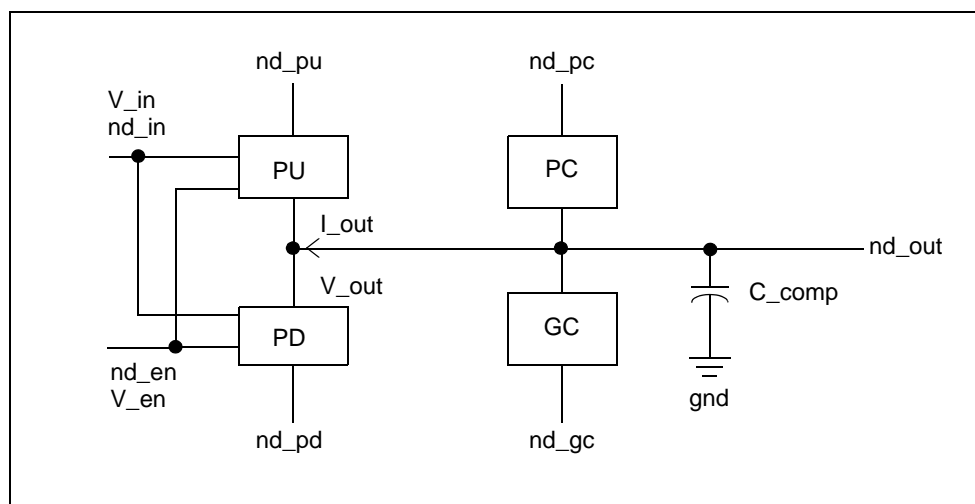 nd_pu
nd_pc
V_in
nd_in
PU
PC
I_out
nd_out
V_out
C_comp
PD
GC
nd_en
V_en
gnd
nd_pd
nd_gc